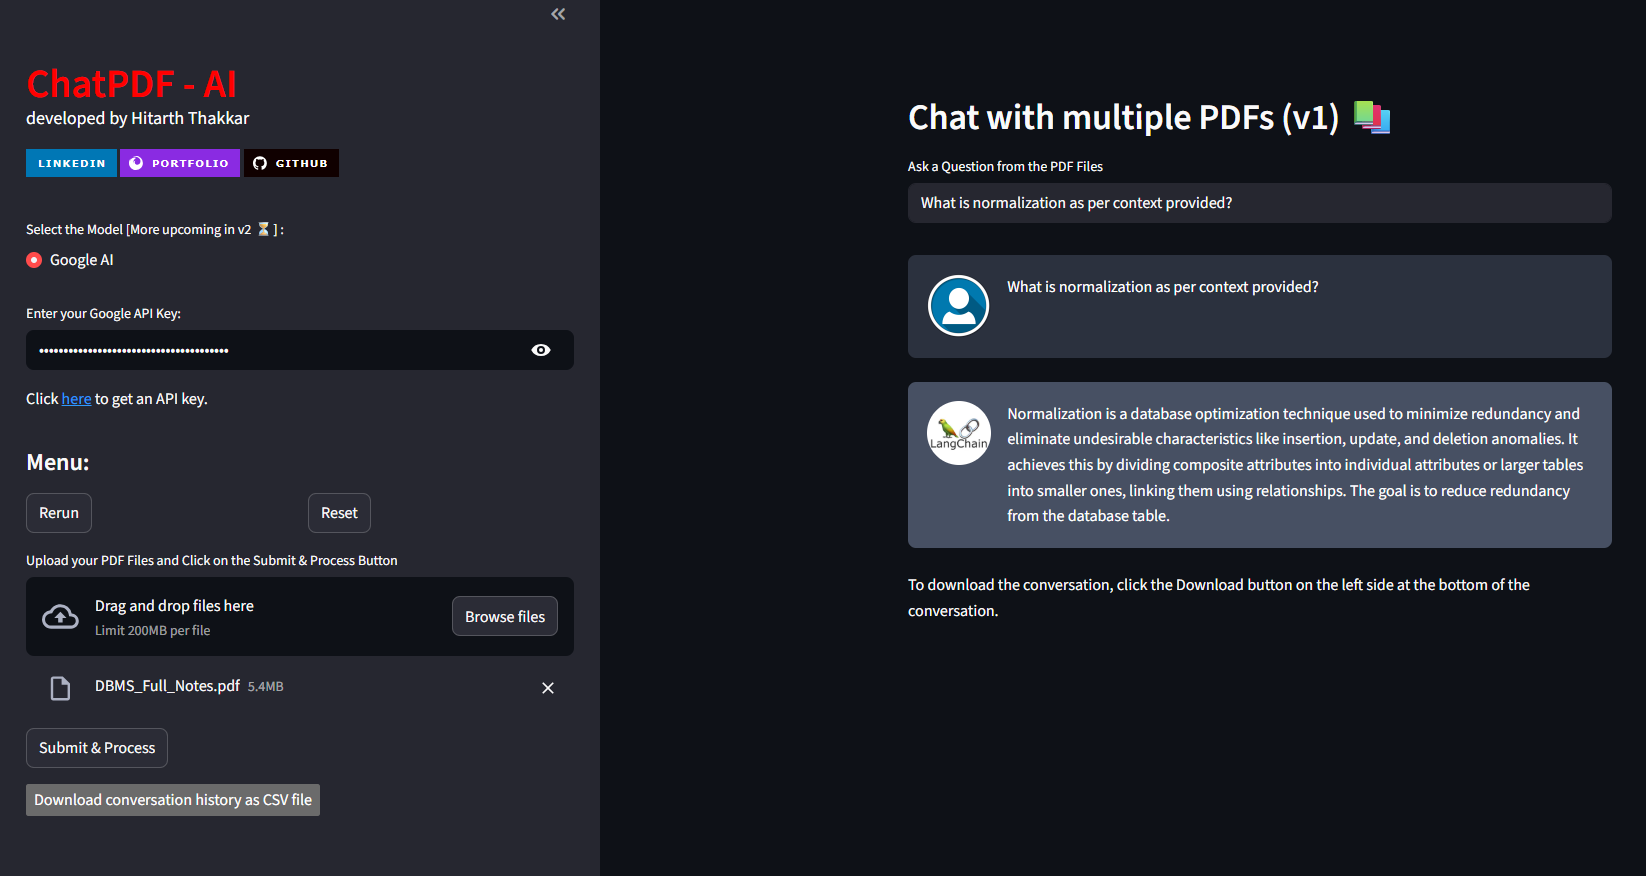 ChatPDF - AI
developed by Hitarth Thakkar
LINKEDIN PORTFOLIO GITHUB
Select the Model [More upcoming in v2 ⏳] :
Google AI
Enter your Google API Key:
••••••••••••••••••••••••••••••••••••••
Click here to get an API key.
Menu:
Rerun Reset
Upload your PDF Files and Click on the Submit & Process Button
Drag and drop files here
Limit 200MB per file
Browse files
DBMS_Full_Notes.pdf 5.4MB
Submit & Process
Download conversation history as CSV file
Chat with multiple PDFs (v1)
Ask a Question from the PDF Files
What is normalization as per context provided?
What is normalization as per context provided?
LangChain
Normalization is a database optimization technique used to minimize redundancy and
eliminate undesirable characteristics like insertion, update, and deletion anomalies. It
achieves this by dividing composite attributes into individual attributes or larger tables
into smaller ones, linking them using relationships. The goal is to reduce redundancy
from the database table.
To download the conversation, click the Download button on the left side at the bottom of the
conversation.